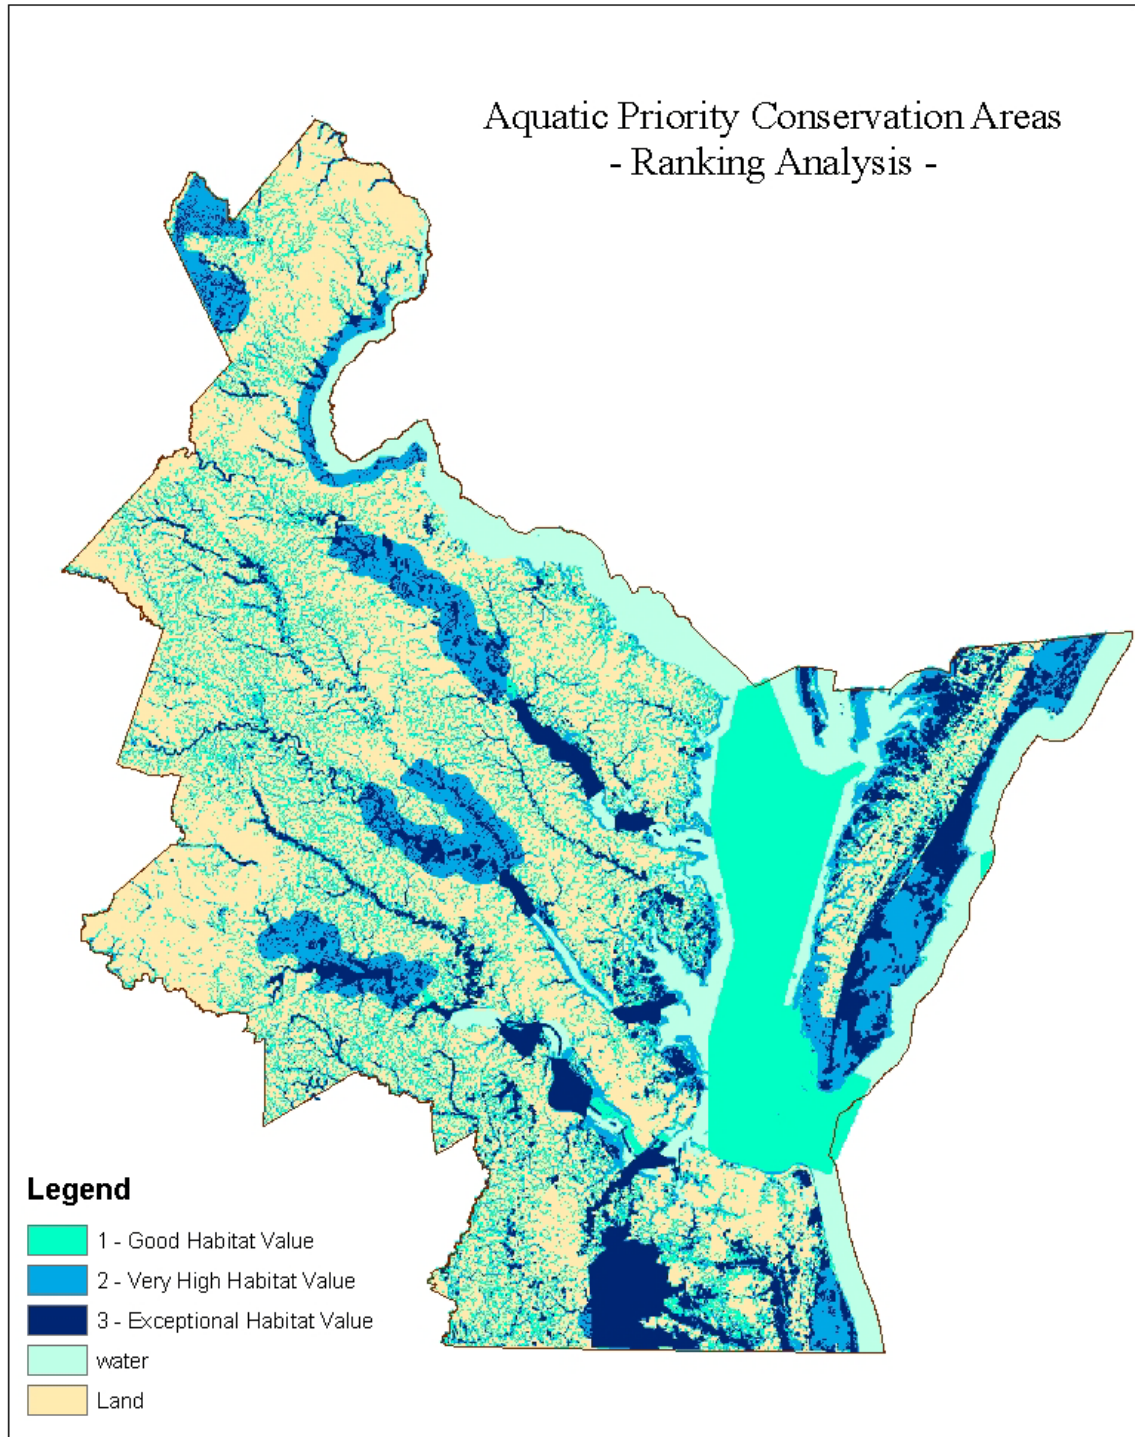 Aquatic Priority Conservation Areas
- Ranking Analysis -
Legend
1 - Good Habitat Value
2 - Very High Habitat Value
3 - Exceptional Habitat Value
water
Land